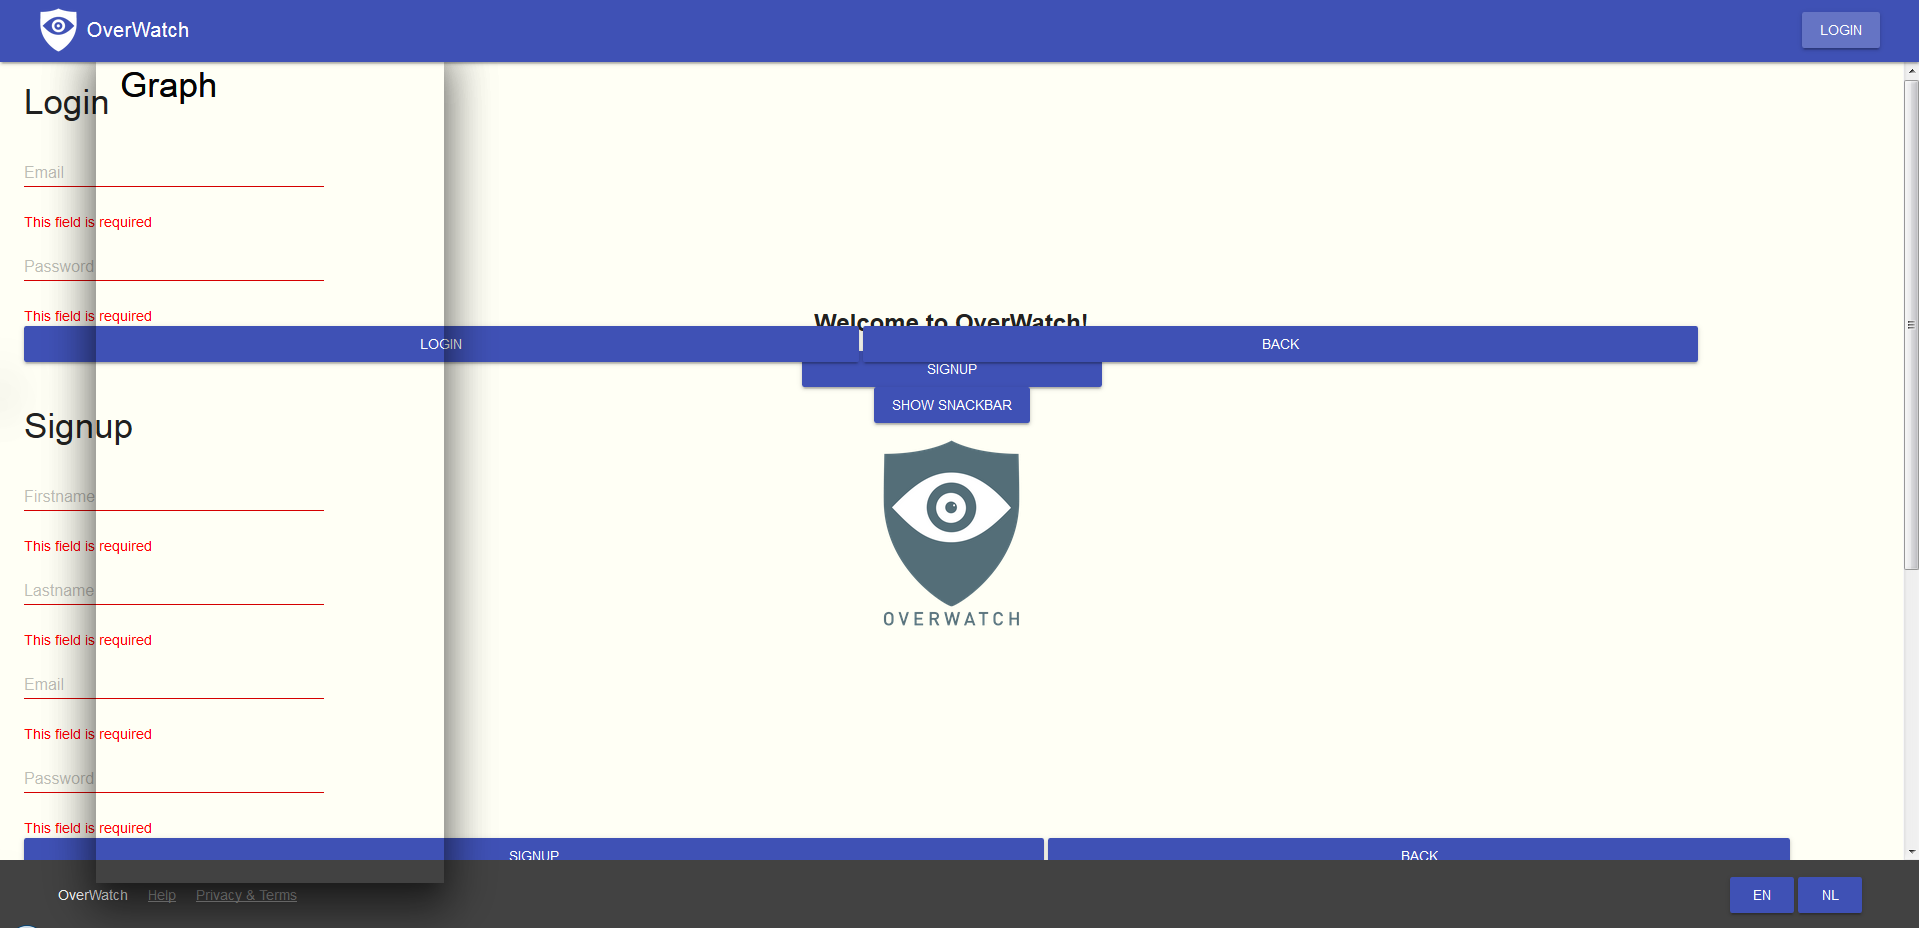 OverWatch
LOGIN
Graph
Login
Email
This field is required
Password
This field is required
Welcome to OverWatch!
LOGIN
BACK
SIGNUP
SHOW SNACKBAR
Signup
Firstname
This field is required
Lastname
This field is required
Email
This field is required
Password
This field is required
OVERWATCH
SIGNUP
BACK
OverWatch Help Privacy & Terms
EN
NL